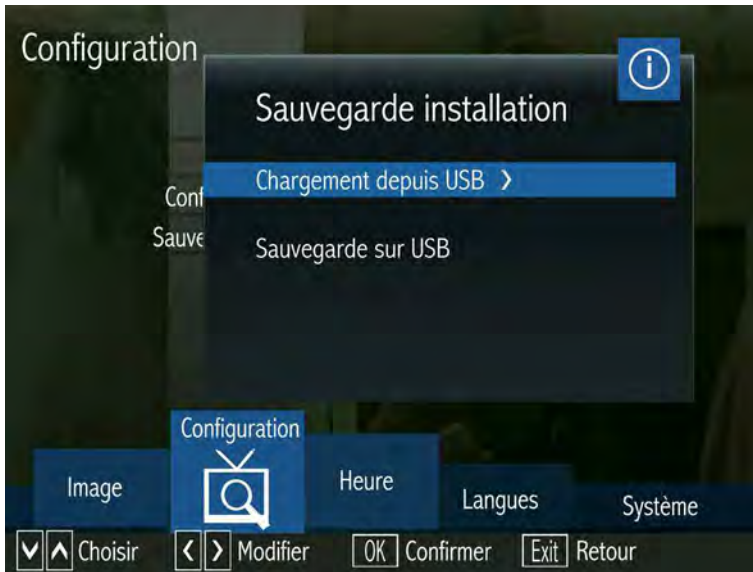 Configuration
i
Sauvegarde installation
Chargement depuis USB >
Conf
Sauve
Sauvegarde sur USB
Configuration
Image
Heure
Langues
Système
Choisir
Modifier
OK Confirmer
Exit Retour